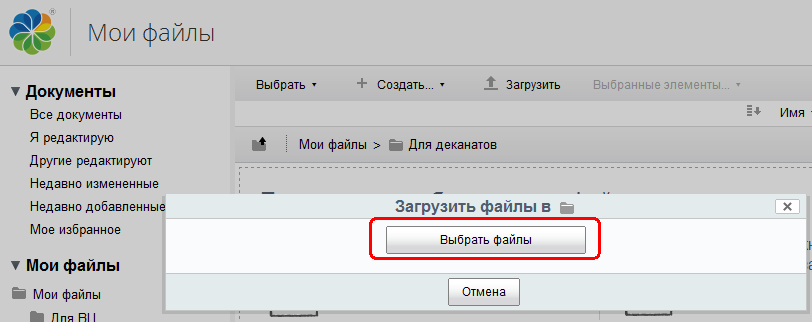 ®
Мои файлы
Документы
Все документы
Я редактирую
Другие редактируют
Недавно измененные
Недавно добавленные
Мое избранное
Мои файлы
Мои файлы
Для ВЦ
Выбрать
Создать...
Загрузить
Выбранные элементы...
Имя
Мои файлы > Для деканатов
Загрузить файлы в
Выбрать файлы
Отмена